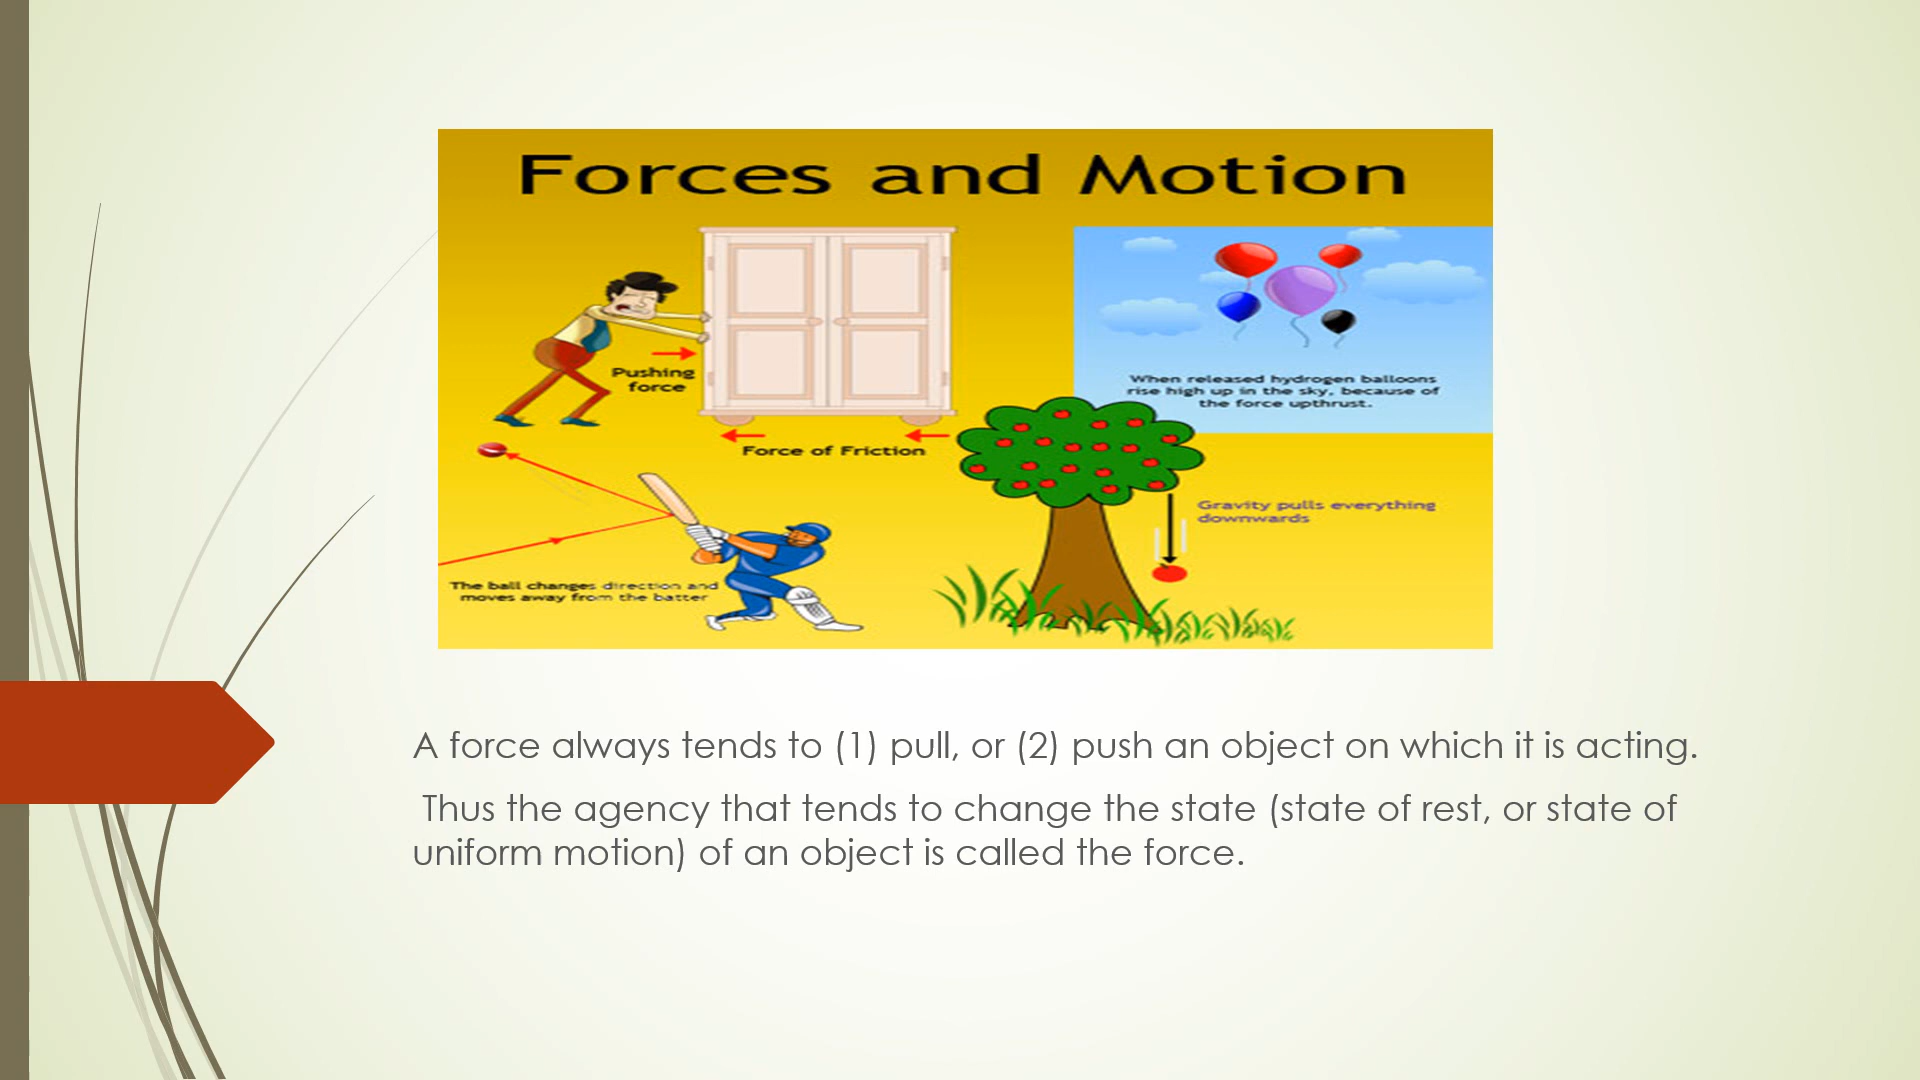 Forces and Motion
Pushing
force
Force of Friction
When released hydrogen balloons
rise high up in the sky, because of
the force upthrust.
Gravity pulls everything
downwards
The ball changes direction and
moves away from the batter
A force always tends to (1) pull, or (2) push an object on which it is acting.
Thus the agency that tends to change the state (state of rest, or state of
uniform motion) of an object is called the force.